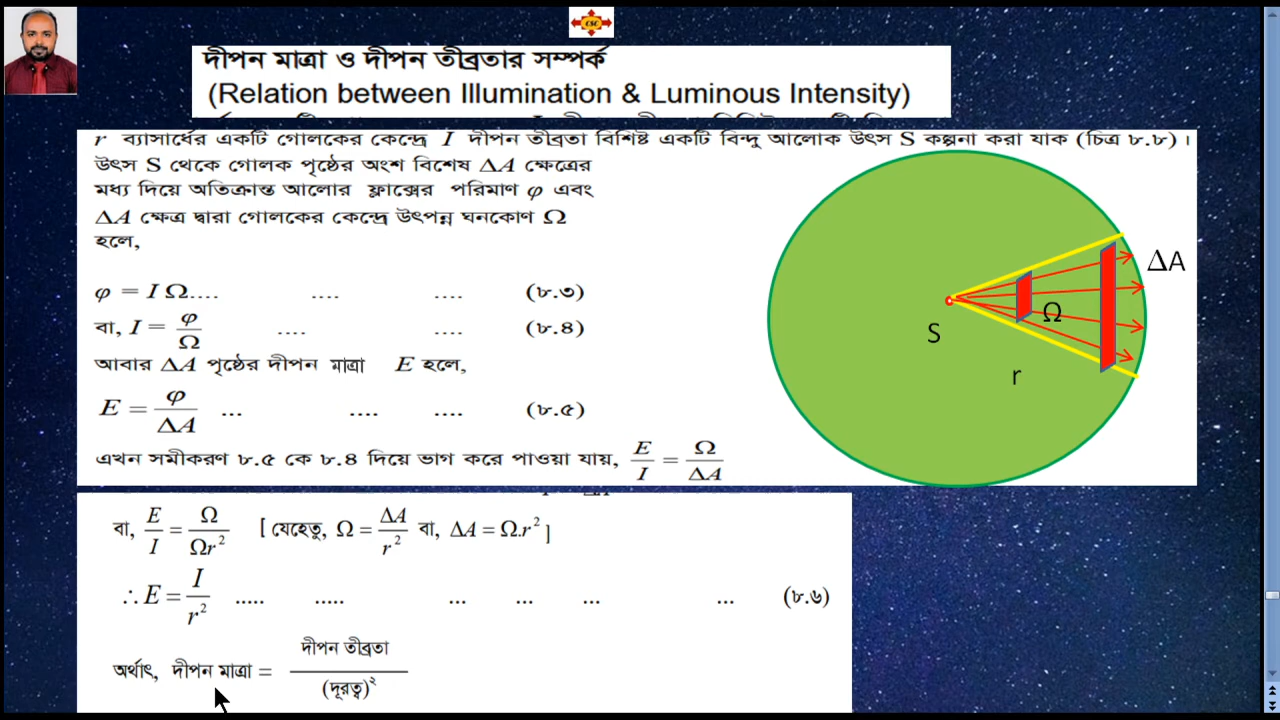 CSC
দীপন মাত্রা ও দীপন তীব্রতার সম্পর্ক
(Relation between Illumination & Luminous Intensity)
r ব্যাসার্ধের একটি গোলকের কেন্দ্রে I দীপন তীব্রতা বিশিষ্ট একটি বিন্দু আলোক উৎস S কল্পনা করা যাক (চিত্র ৮.৮)।
উৎস S থেকে গোলক পৃষ্ঠের অংশ বিশেষ ΔA ক্ষেত্রের
মধ্য দিয়ে অতিক্রান্ত আলোর ফ্লাক্সের পরিমাণ φ এবং
ΔA ক্ষেত্র দ্বারা গোলকের কেন্দ্রে উৎপন্ন ঘনকোণ Ω
হলে,
φ = I Ω.... .... .... (৮.৩)
বা, I = φ/Ω .... .... (৮.৪)
আবার ΔA পৃষ্ঠের দীপন মাত্রা E হলে,
E = φ/ΔA ... .... .... (৮.৫)
এখন সমীকরণ ৮.৫ কে ৮.৪ দিয়ে ভাগ করে পাওয়া যায়, E/I = Ω/ΔA
ΔA
Ω
S
r
বা, E/I = Ω/Ωr² [ যেহেতু, Ω = ΔA/r² বা, ΔA = Ω.r² ]
∴ E = I/r² ..... ..... ... ... ... ... (৮.৬)
অর্থাৎ, দীপন মাত্রা = দীপন তীব্রতা/(দূরত্ব)²